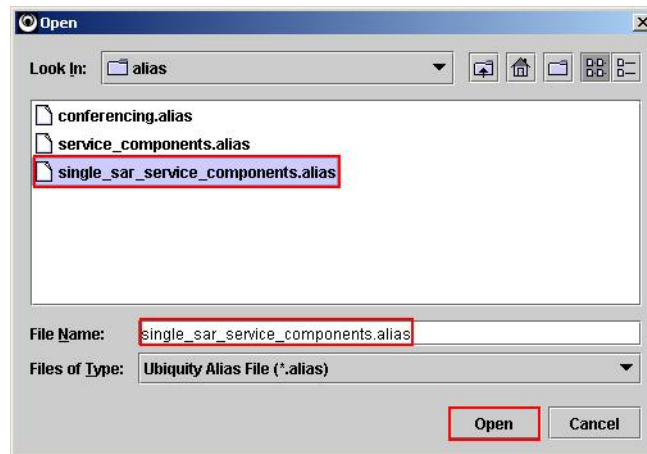 Open
Look In: alias
conferencing.alias
service_components.alias
single_sar_service_components.alias
File Name: single_sar_service_components.alias
Files of Type: Ubiquity Alias File (*.alias)
Open Cancel